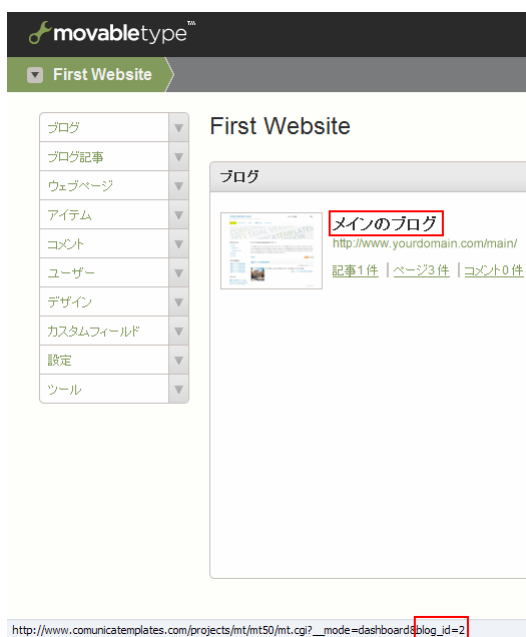 movabletype™
First Website
ブログ
ブログ記事
ウェブページ
アイテム
コメント
ユーザー
デザイン
カスタムフィールド
設定
ツール
First Website
ブログ
メインのブログ
http://www.yourdomain.com/main/
記事1件 | ページ3件 | コメント0件
http://www.comunicatemplates.com/projects/mt/mt50/mt.cgi?__mode=dashboard&blog_id=2